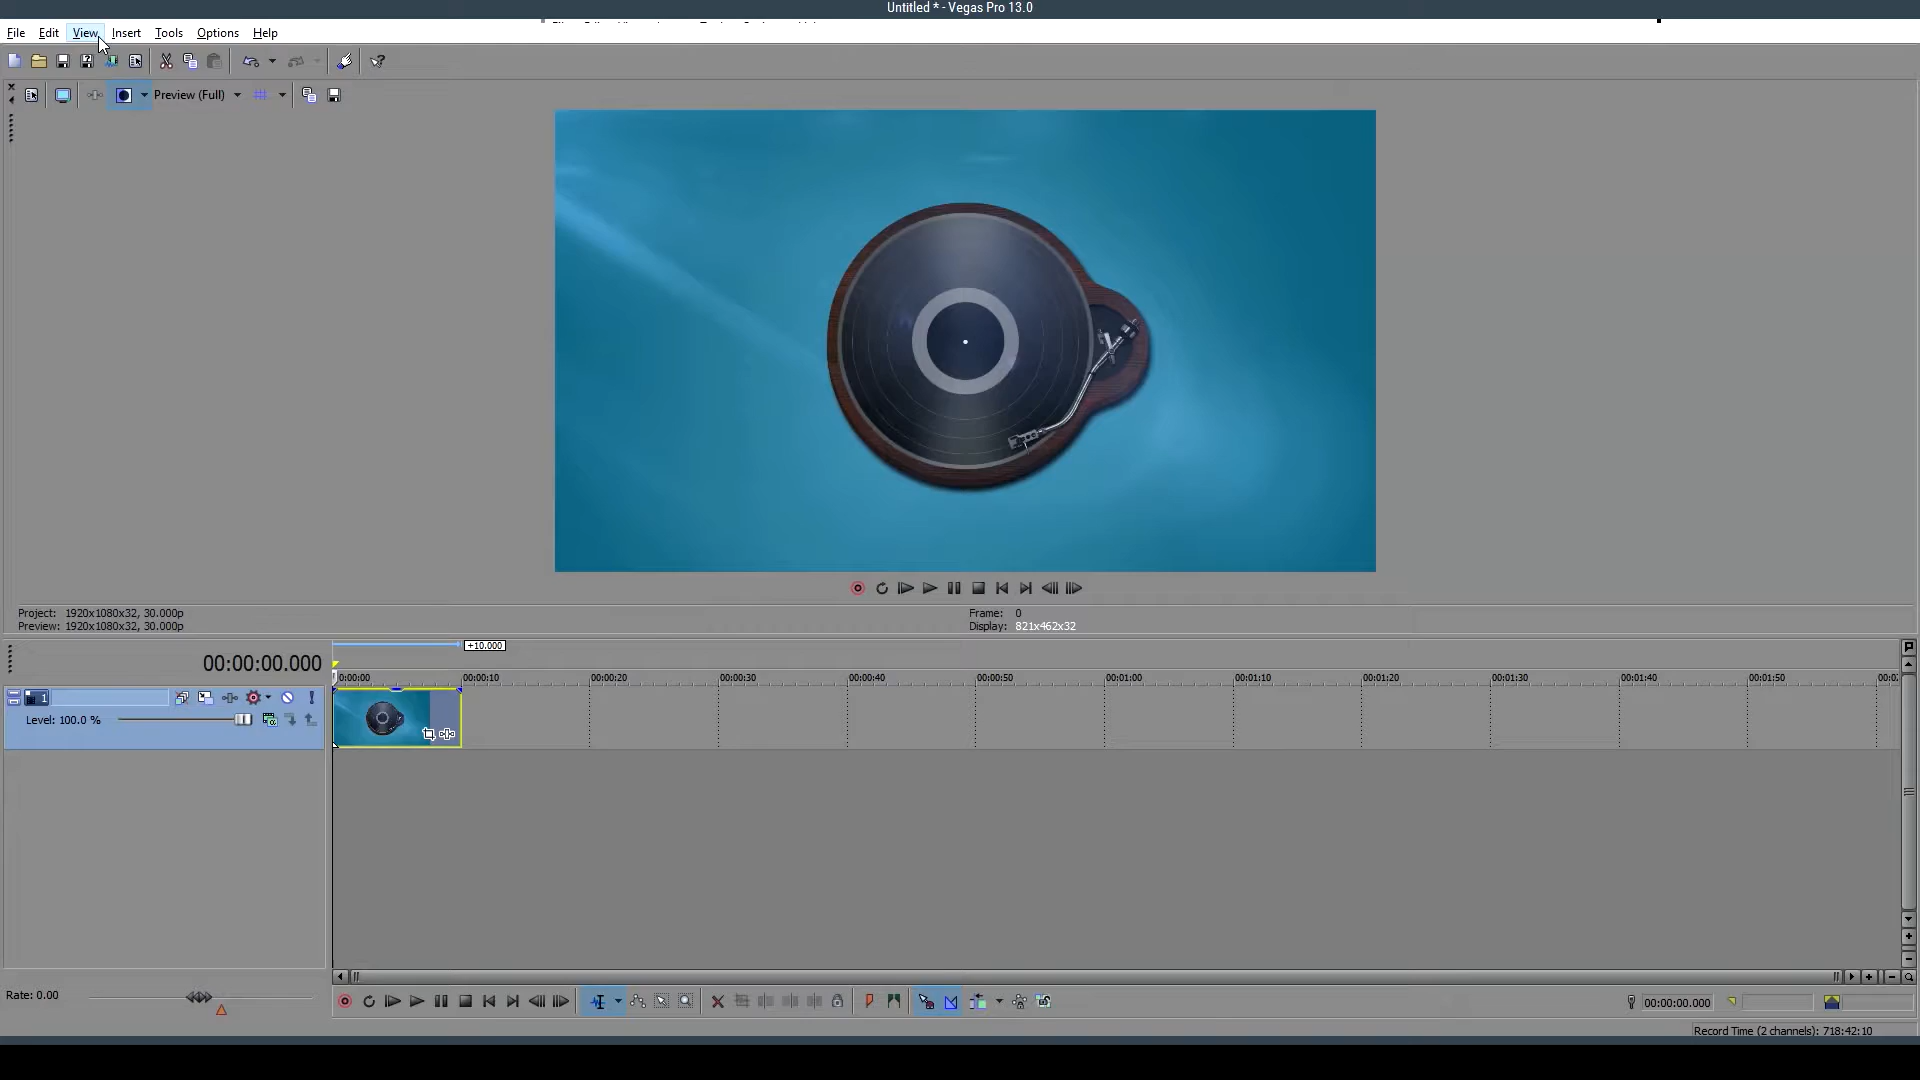 Untitled * - Vegas Pro 13.0
File Edit View Insert Tools Options Help
Preview (Full)
Project: 1920x1080x32, 30.000p
Preview: 1920x1080x32, 30.000p
Frame: 0
Display: 821x462x32
+10.000
00:00:00.000
0:00:00 00:00:10 00:00:20 00:00:30 00:00:40 00:00:50 00:01:00 00:01:10 00:01:20 00:01:30 00:01:40 00:01:50
1
Level: 100.0 %
Rate: 0.00
00:00:00.000
Record Time (2 channels): 718:42:10